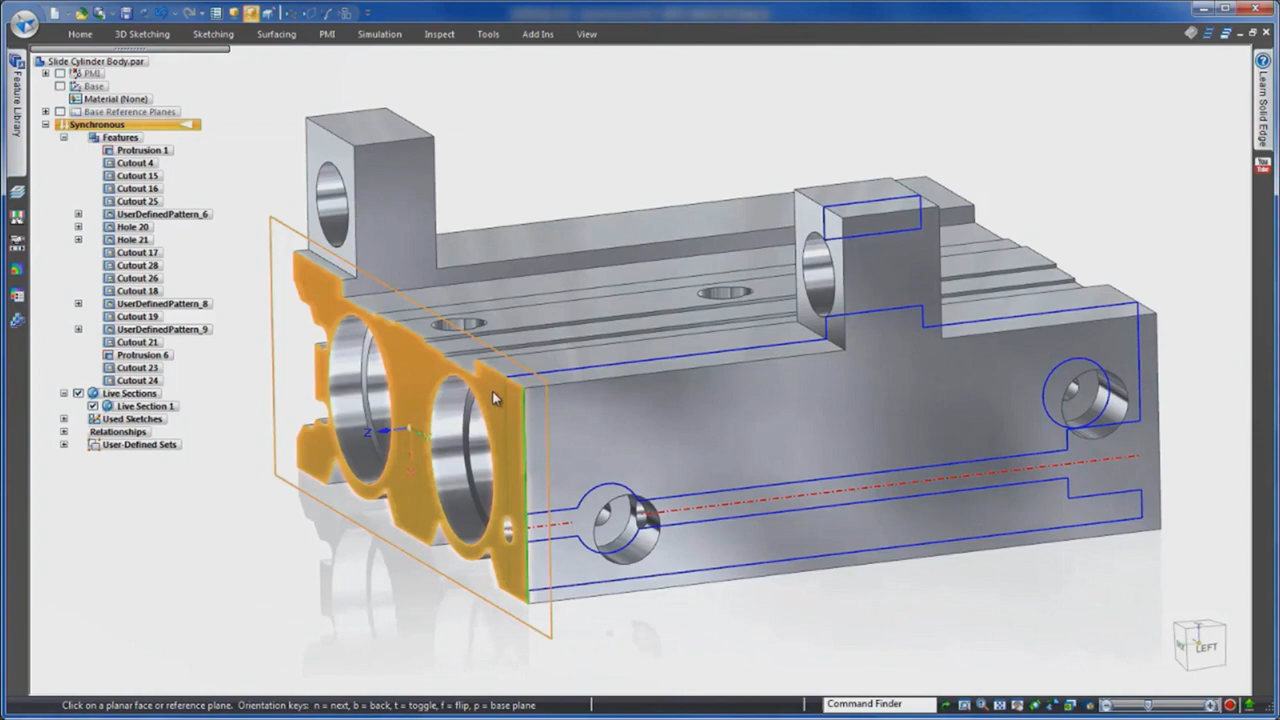 Home 3D Sketching Sketching Surfacing PMI Simulation Inspect Tools Add Ins View
Feature Library
Slide Cylinder Body.par
PMI
Base
Material (None)
Base Reference Planes
Synchronous
Features
Protrusion 1
Cutout 4
Cutout 15
Cutout 16
Cutout 25
UserDefinedPattern_6
Hole 20
Hole 21
Cutout 17
Cutout 28
Cutout 26
Cutout 18
UserDefinedPattern_8
Cutout 19
UserDefinedPattern_9
Cutout 21
Protrusion 6
Cutout 23
Cutout 24
Live Sections
Live Section 1
Used Sketches
Relationships
User-Defined Sets
Z
Learn Solid Edge
You
Tube
LEFT
Click on a planar face or reference plane. Orientation keys: n = next, b = back, t = toggle, f = flip, p = base plane
Command Finder